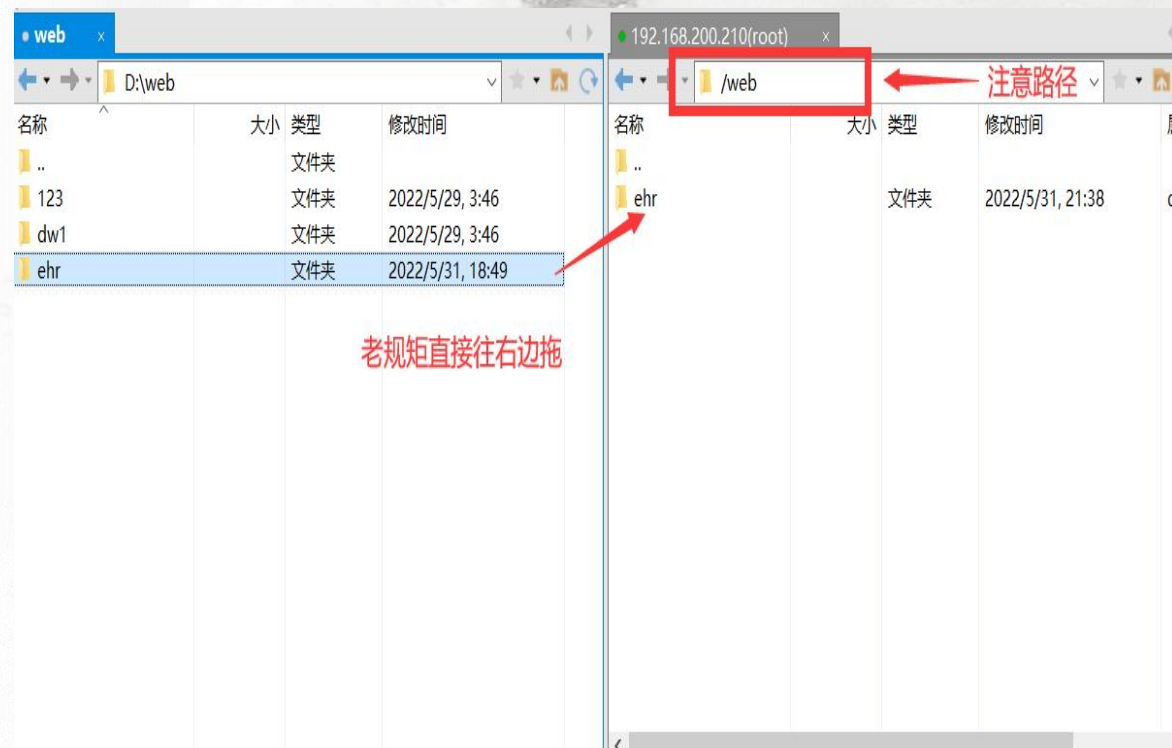 web ×
192.168.200.210(root) ×
D:\web
/web
注意路径
名称 大小 类型 修改时间
名称 大小 类型 修改时间
.. 文件夹
..
123 文件夹 2022/5/29, 3:46
ehr 文件夹 2022/5/31, 21:38
dw1 文件夹 2022/5/29, 3:46
ehr 文件夹 2022/5/31, 18:49
老规矩直接往右边拖